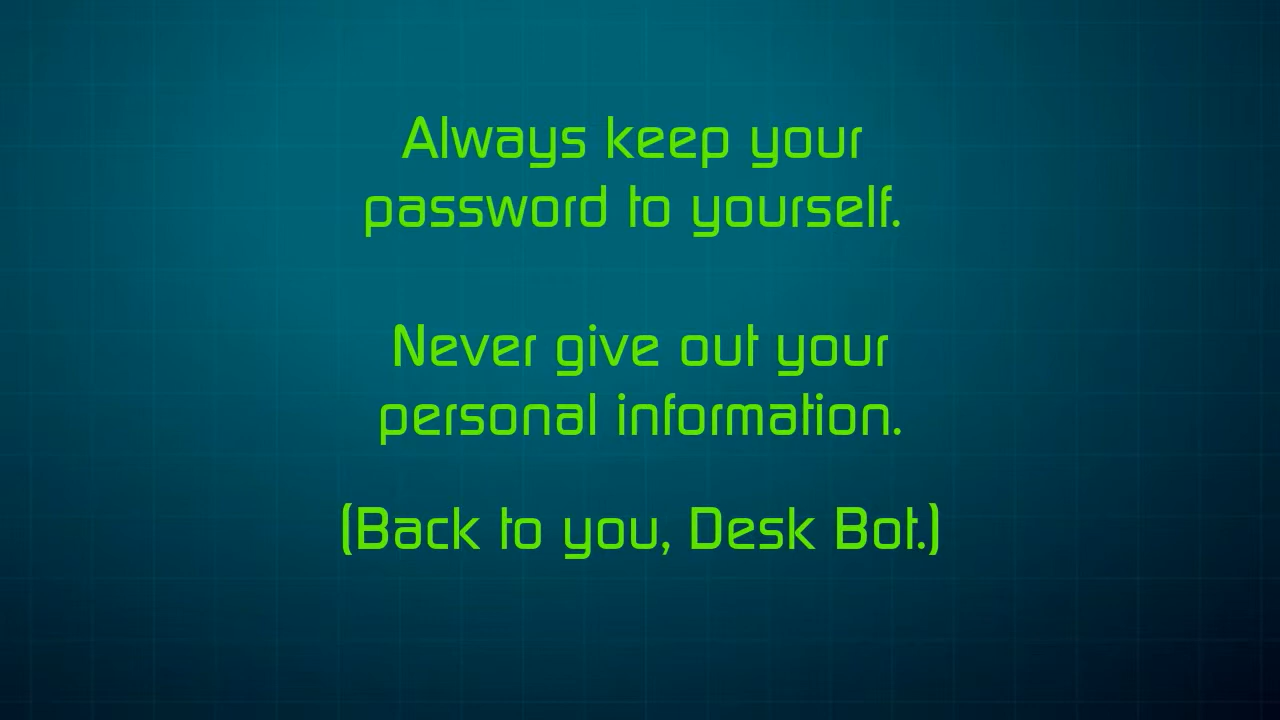 Always keep your
password to yourself.
Never give out your
personal information.
(Back to you, Desk Bot.)